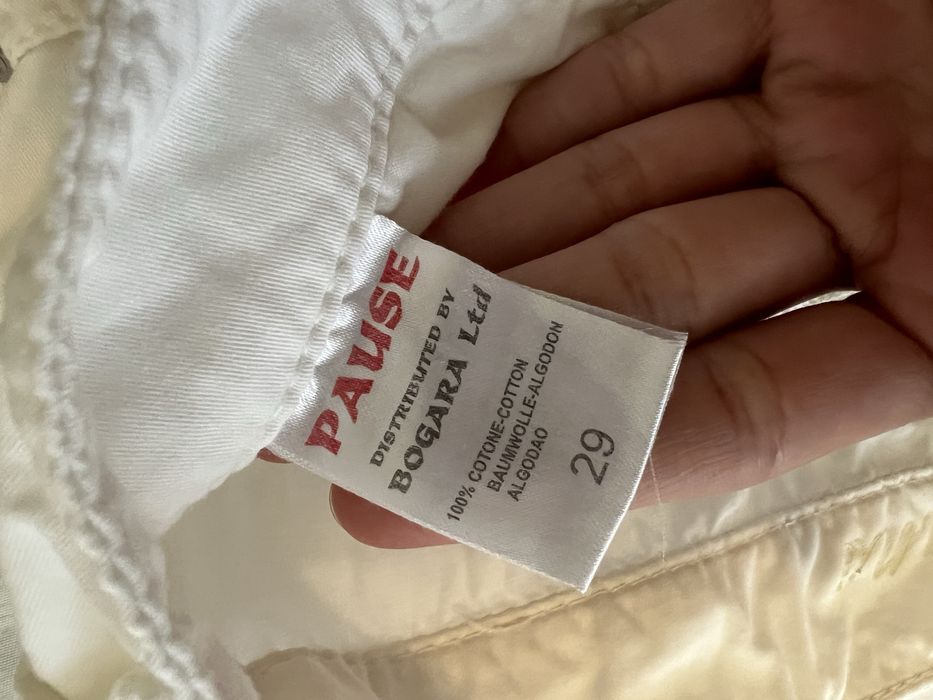 PAUSE
DISTRIBUTED BY
BOGARA Ltd
100% COTONE-COTTON
BAUMWOLLE-ALGODON
ALGODAO
29